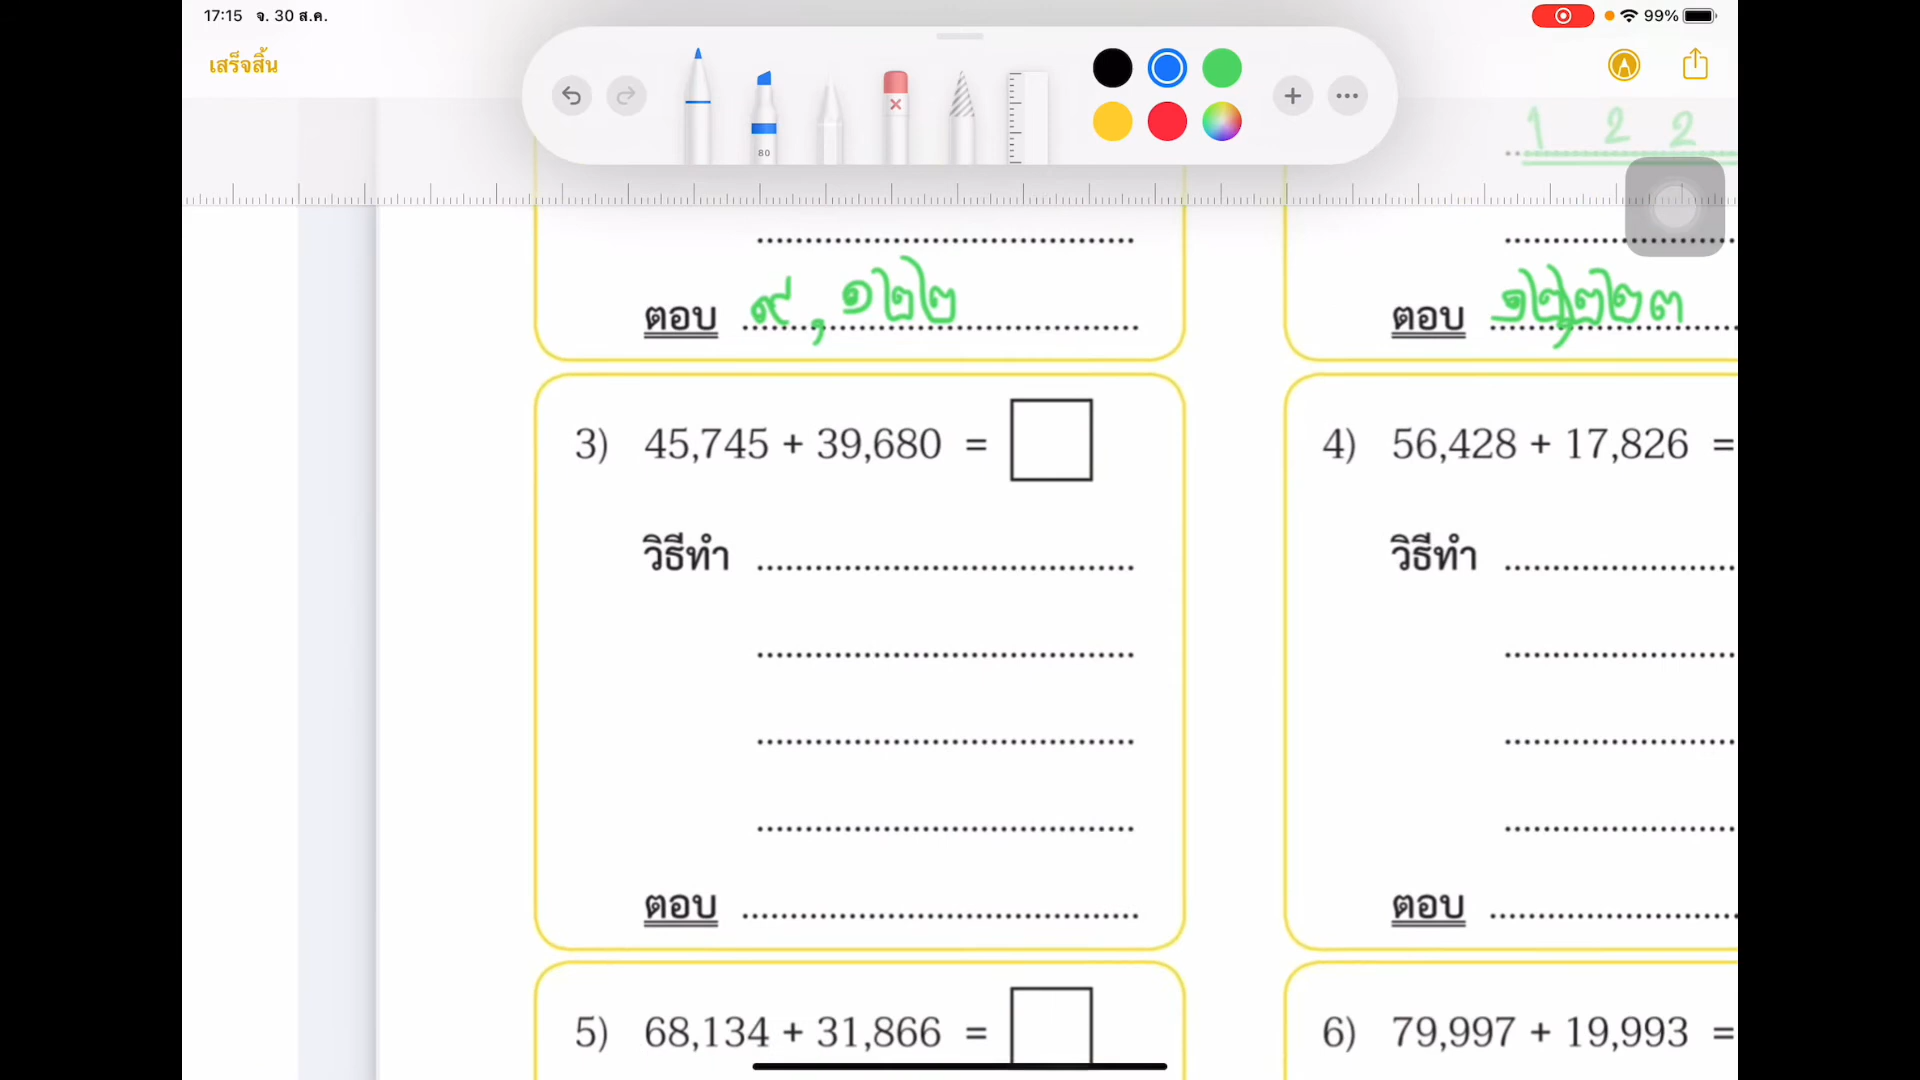 17:15 จ. 30 ส.ค.
99%
เสร็จสิ้น
80
1 2 2
ตอบ ๙,๑๒๒
ตอบ
3) 45,745 + 39,680 =
วิธีทำ
ตอบ
4) 56,428 + 17,826 =
วิธีทำ
ตอบ
5) 68,134 + 31,866 =
6) 79,997 + 19,993 =